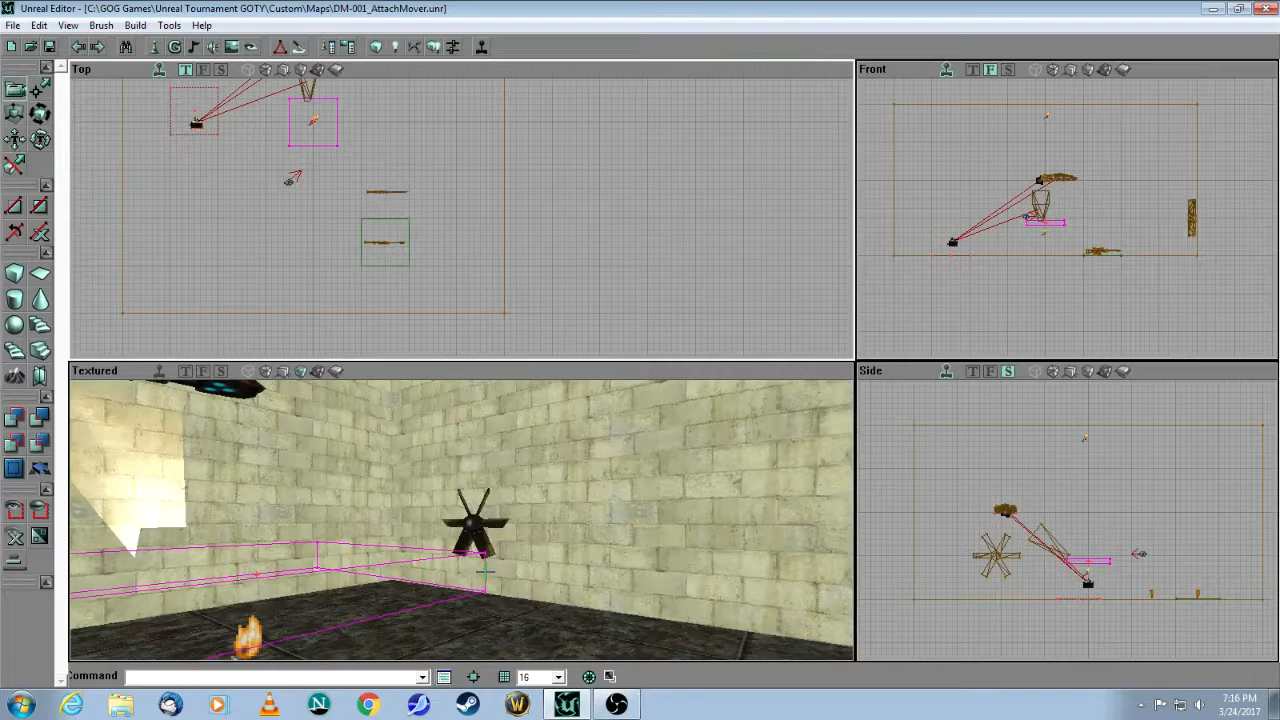 Unreal Editor - [C:\GOG Games\Unreal Tournament GOTY\Custom\Maps\DM-001_AttachMover.unr]
File Edit View Brush Build Tools Help
Top T F S
Front T F S
Textured T F S
Side T F S
Command 16
7:16 PM
3/24/2017